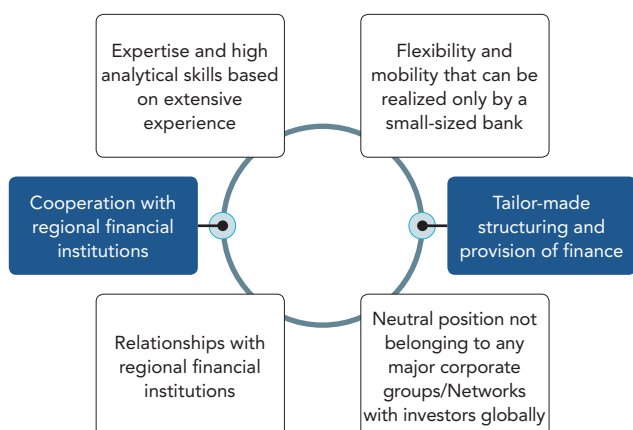 Expertise and high
analytical skills based
on extensive
experience
Flexibility and
mobility that can be
realized only by a
small-sized bank
Cooperation with
regional financial
institutions
Tailor-made
structuring and
provision of finance
Relationships with
regional financial
institutions
Neutral position not
belonging to any
major corporate
groups/Networks
with investors globally